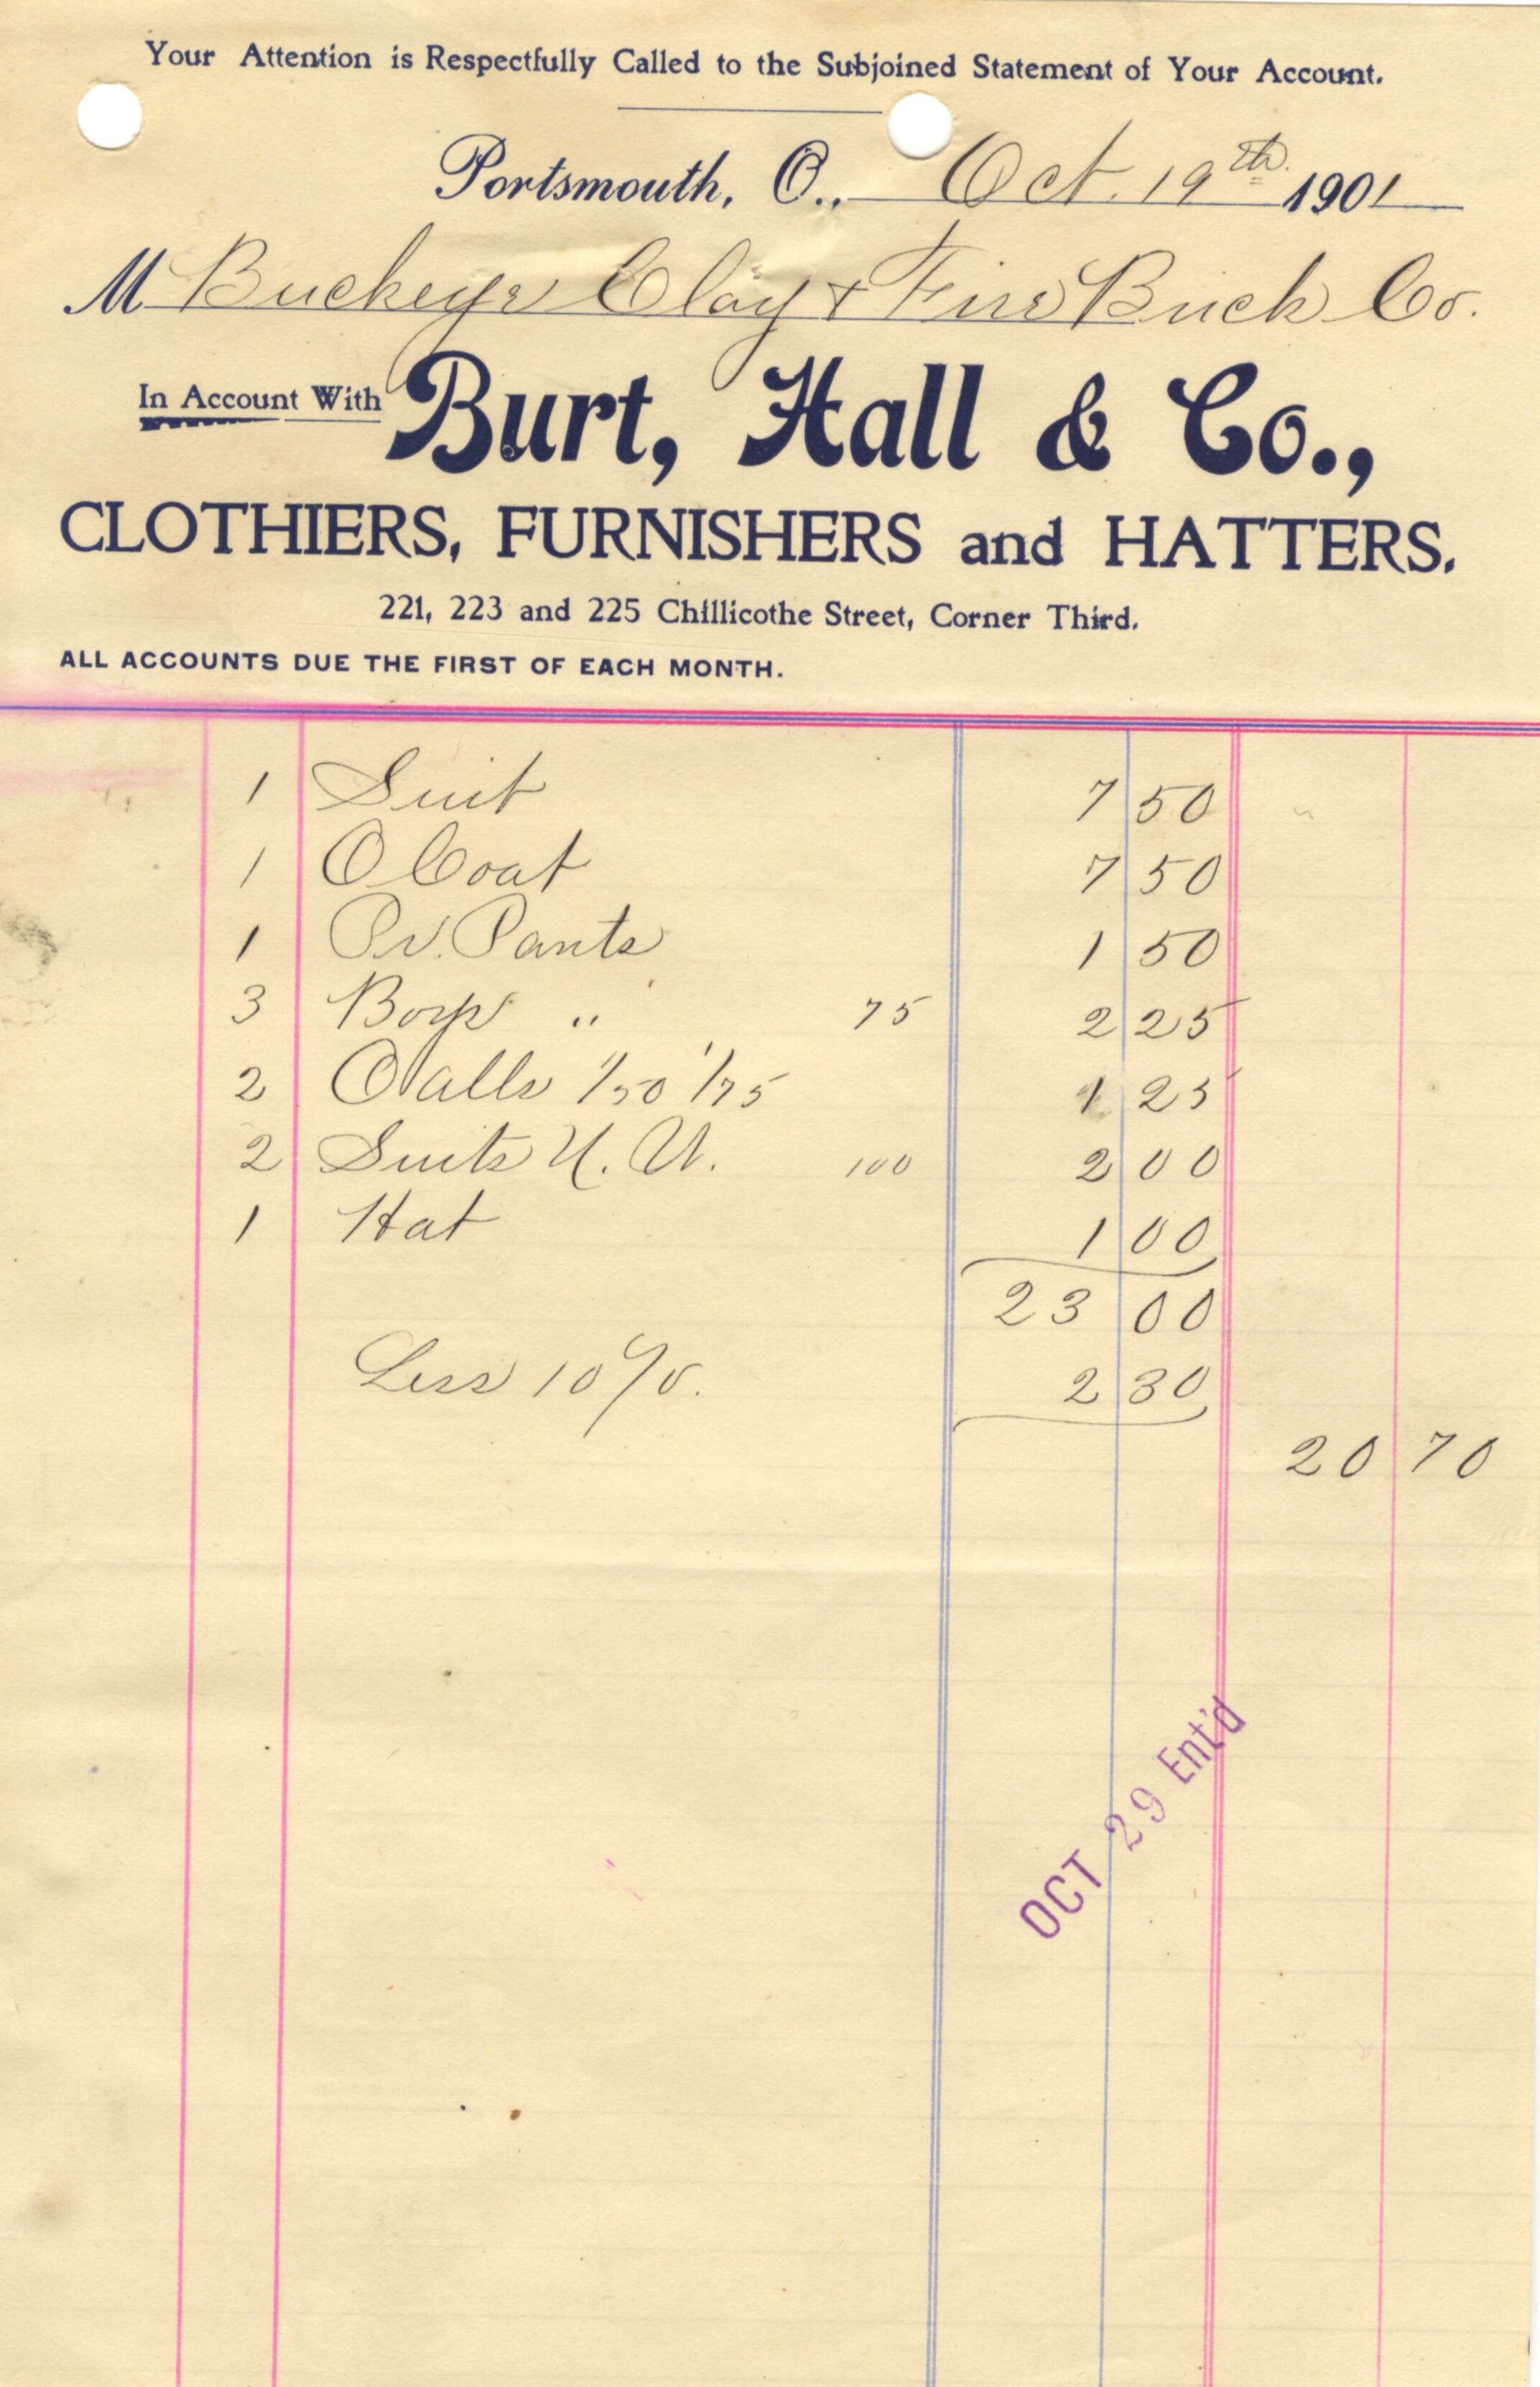 Your Attention is Respectfully Called to the Subjoined Statement of Your Account.
Portsmouth, O., Oct. 19th 1901
M Buckeye Clay & Fire Brick Co.
In Account With Burt, Hall & Co.,
CLOTHIERS, FURNISHERS and HATTERS.
221, 223 and 225 Chillicothe Street, Corner Third.
ALL ACCOUNTS DUE THE FIRST OF EACH MONTH.
1 Suit 7 50
1 O Coat 7 50
1 Pr. Pants 1 50
3 Boys " 75 2 25
2 Oalls 1/50 1/75 1 25
2 Suits U. W. 100 2 00
1 Hat 1 00
23 00
Less 10%. 2 30
20 70
OCT 29 Ent'd